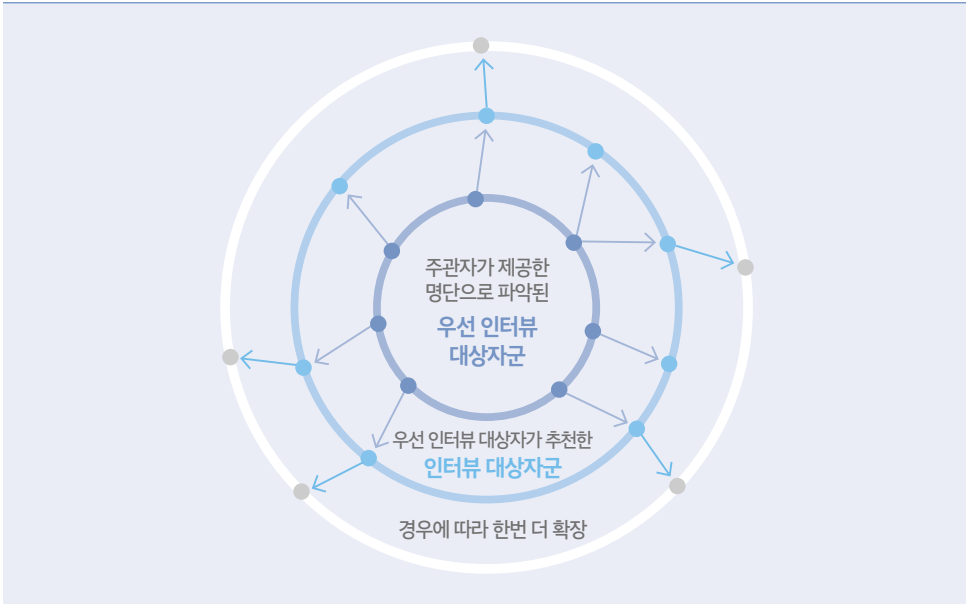 주관자가 제공한
명단으로 파악된
우선 인터뷰
대상자군
우선 인터뷰 대상자가 추천한
인터뷰 대상자군
경우에 따라 한번 더 확장